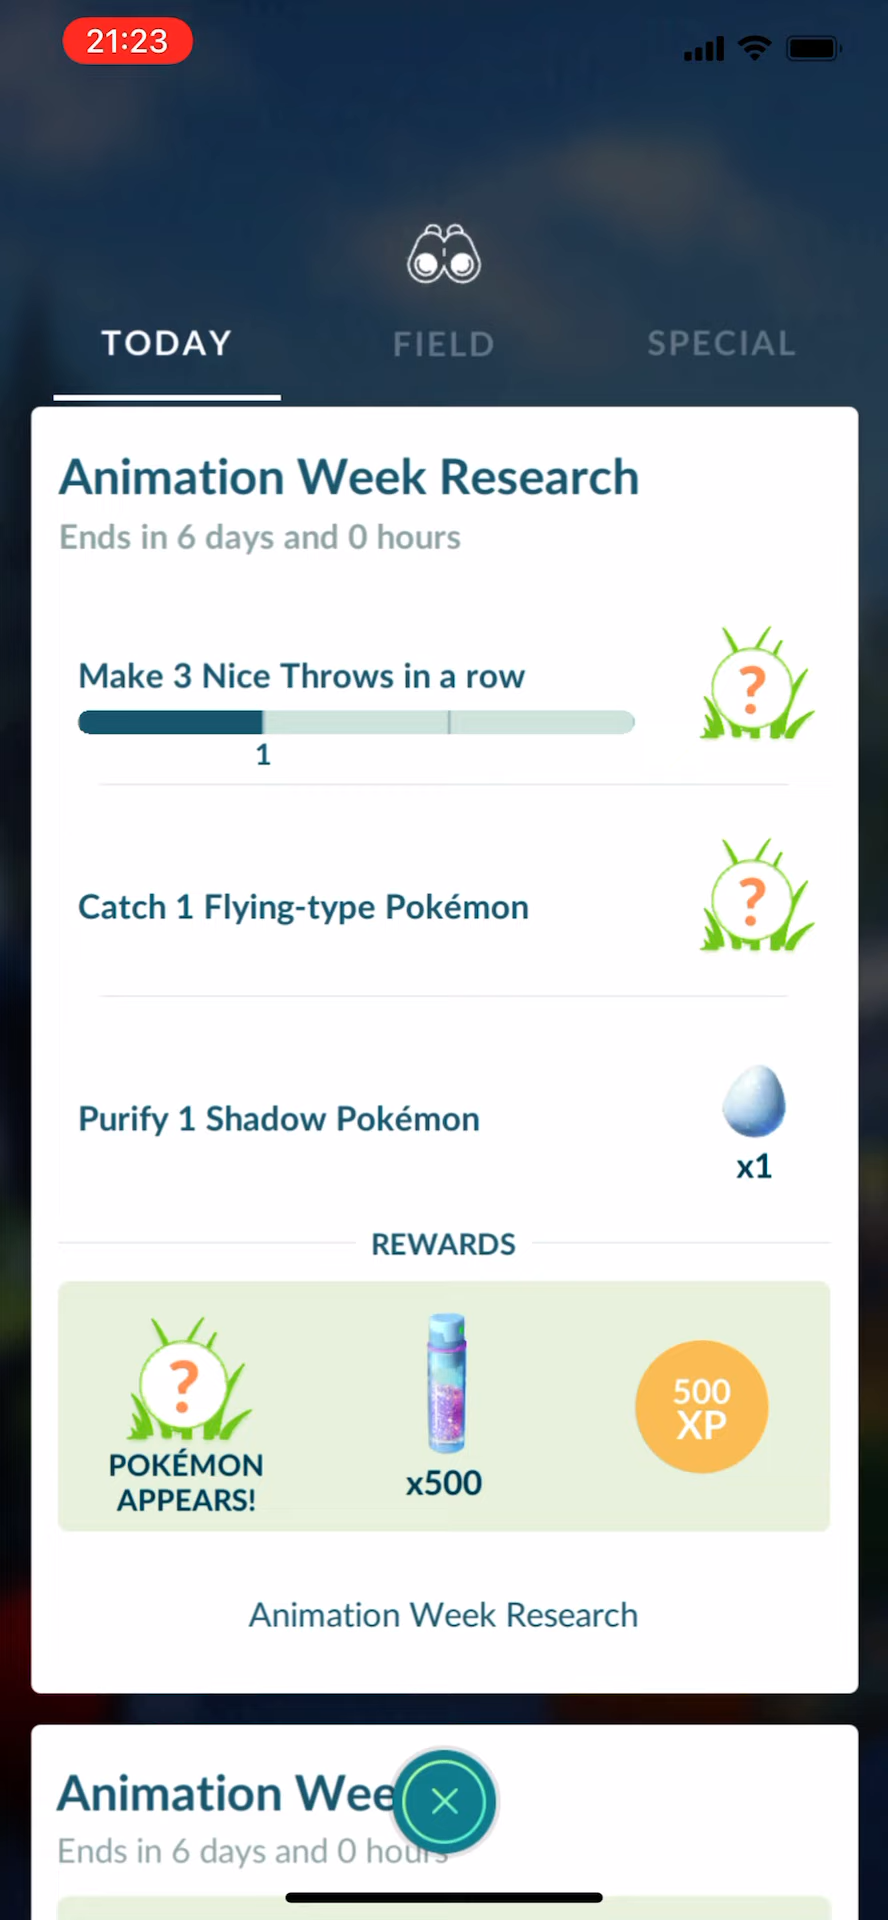 21:23
TODAY
FIELD
SPECIAL
Animation Week Research
Ends in 6 days and 0 hours
Make 3 Nice Throws in a row
?
1
Catch 1 Flying-type Pokémon
?
Purify 1 Shadow Pokémon
x1
REWARDS
?
POKÉMON
APPEARS!
x500
500
XP
Animation Week Research
Animation Wee
Ends in 6 days and 0 hours